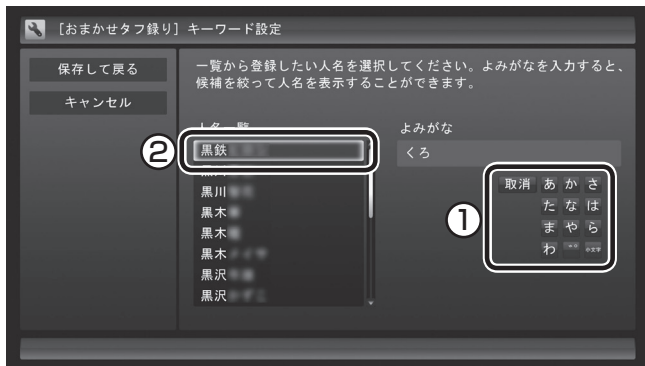 [おまかせタフ録り] キーワード設定
保存して戻る
キャンセル
一覧から登録したい人名を選択してください。よみがなを入力すると、
候補を絞って人名を表示することができます。
よみがな
くろ
②
黒鉄
黒川
黒木
黒木
黒木
黒沢
黒沢
①
取消 あ か さ
た な は
ま や ら
わ ゛゜ 小文字